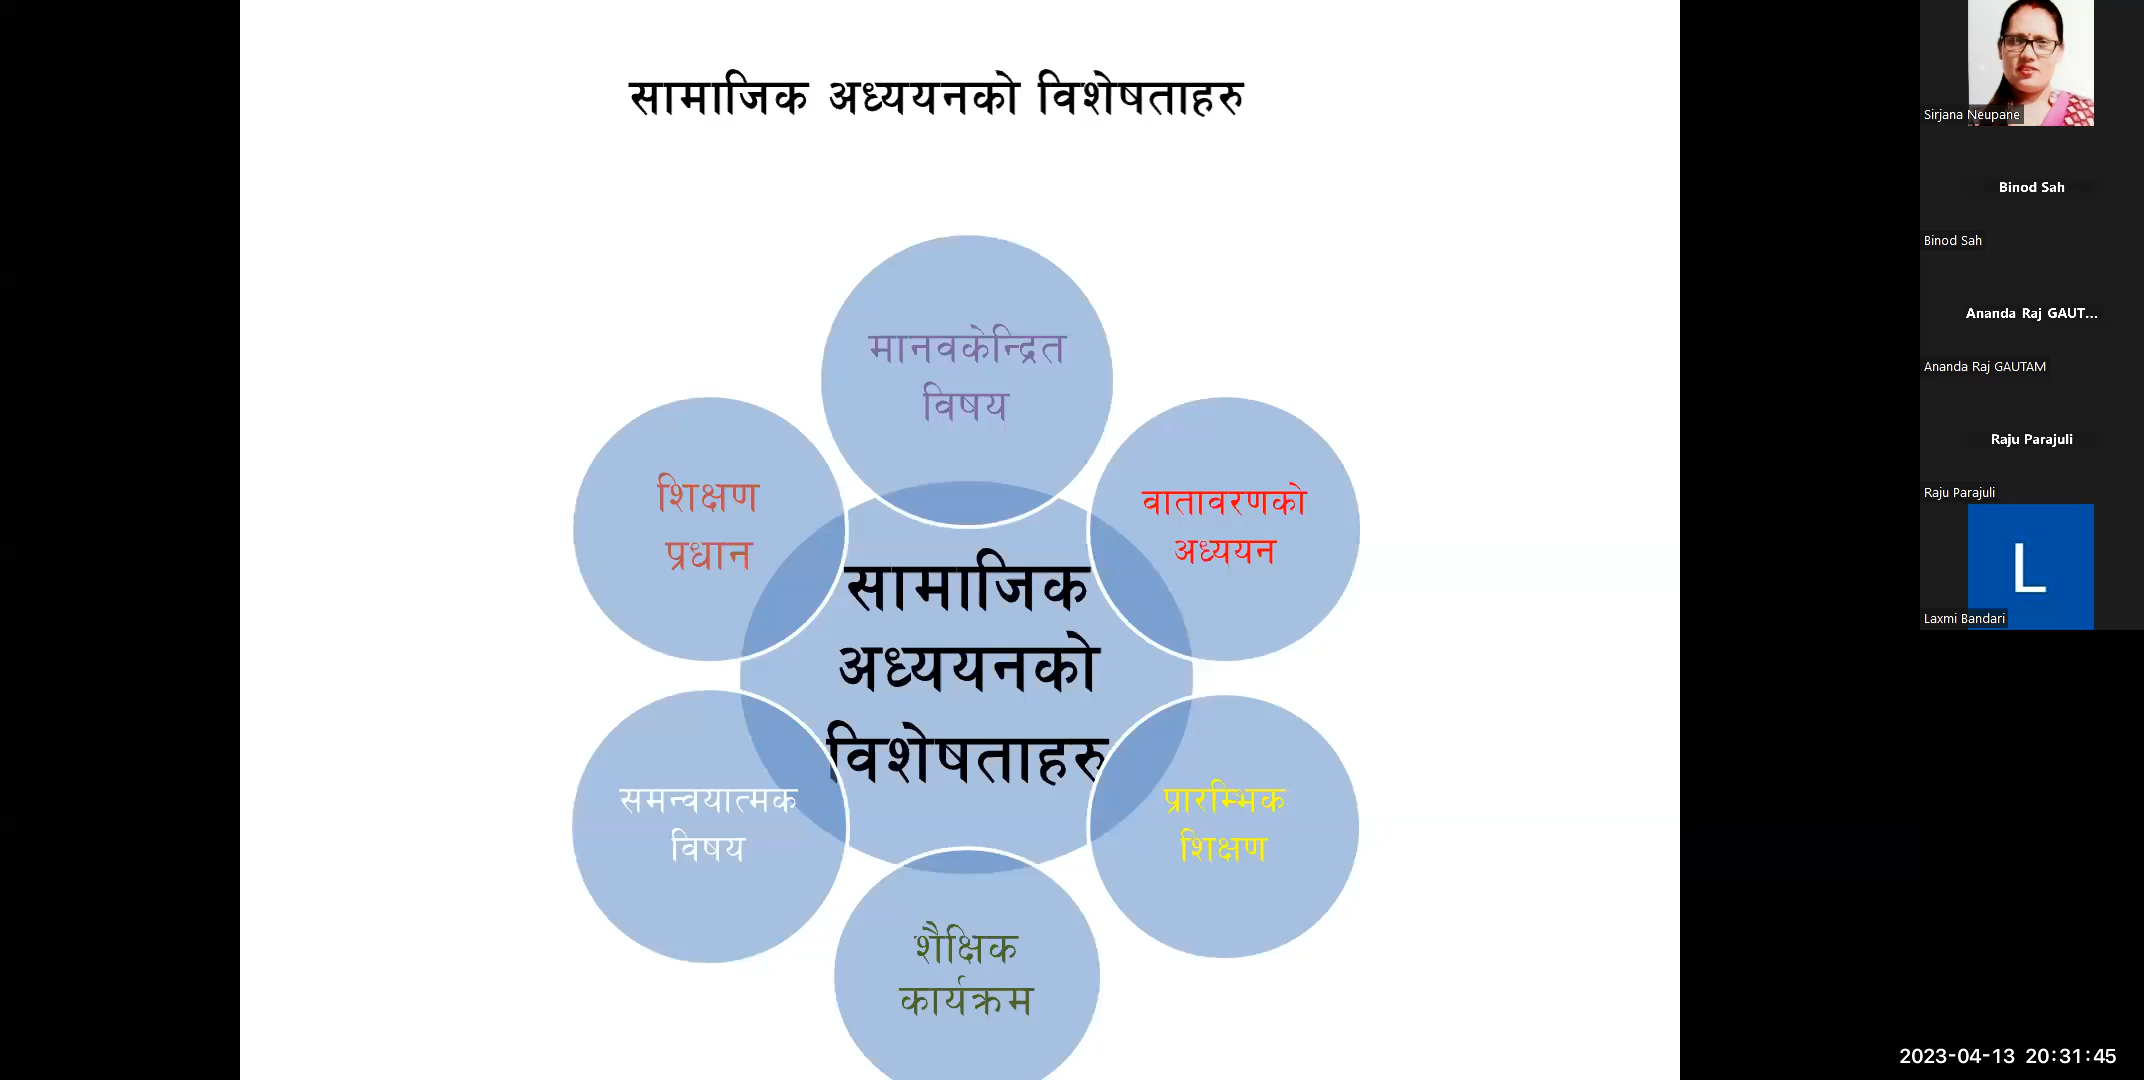 सामाजिक अध्ययनको विशेषताहरु
मानवकेन्द्रित
विषय
वातावरणको
अध्ययन
प्रारम्भिक
शिक्षण
शैक्षिक
कार्यक्रम
समन्वयात्मक
विषय
शिक्षण
प्रधान
सामाजिक
अध्ययनको
विशेषताहरु
Sirjana Neupane
Binod Sah
Binod Sah
Ananda Raj GAUT...
Ananda Raj GAUTAM
Raju Parajuli
Raju Parajuli
L
Laxmi Bandari
2023-04-13 20:31:45